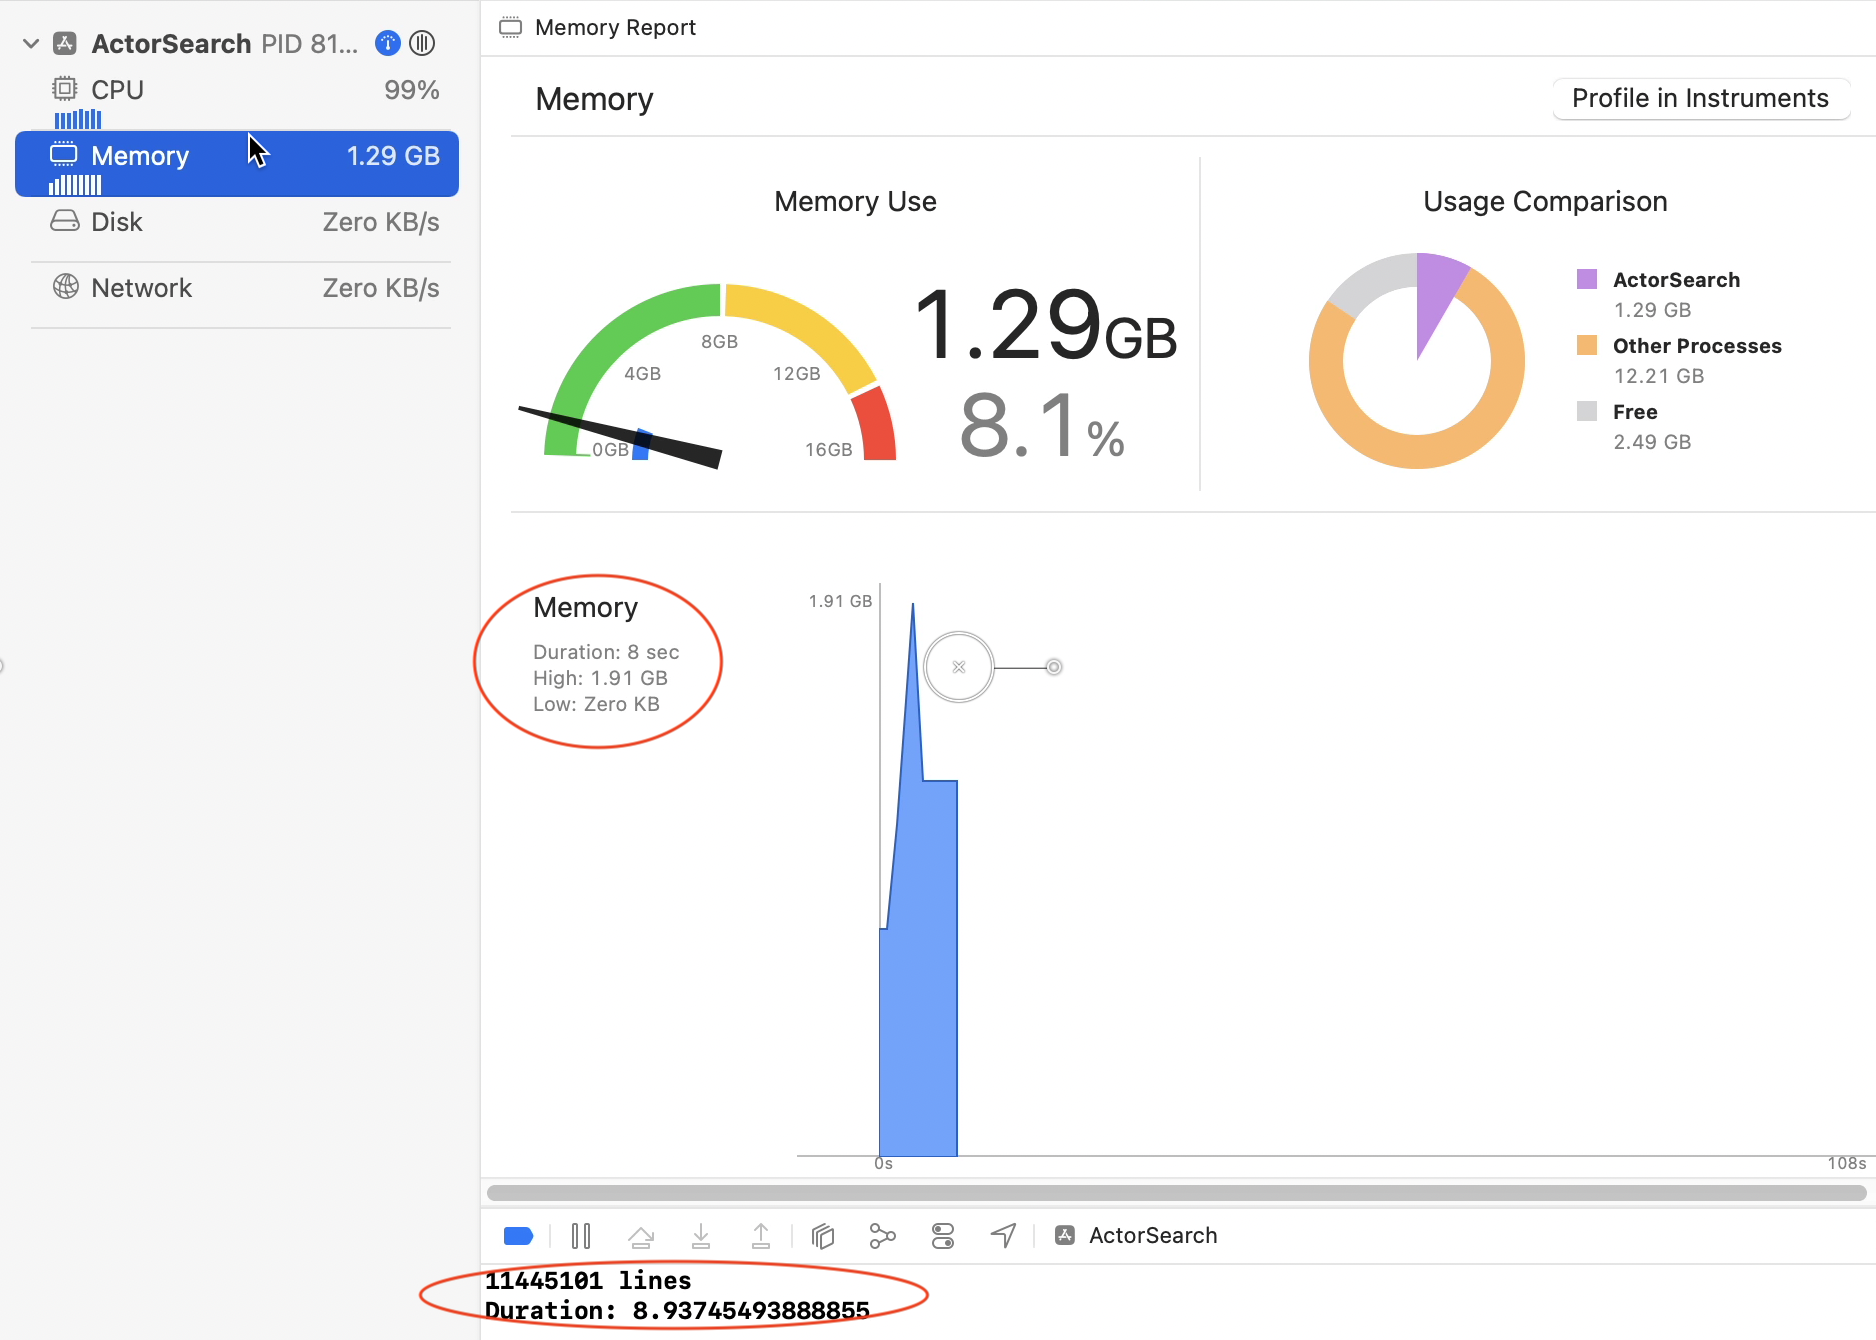 ActorSearch PID 81...
CPU 99%
Memory 1.29 GB
Disk Zero KB/s
Network Zero KB/s
Memory Report
Memory
Profile in Instruments
Memory Use
0GB
4GB
8GB
12GB
16GB
1.29GB
8.1%
Usage Comparison
ActorSearch
1.29 GB
Other Processes
12.21 GB
Free
2.49 GB
Memory
Duration: 8 sec
High: 1.91 GB
Low: Zero KB
1.91 GB
0s
108s
ActorSearch
11445101 lines
Duration: 8.93745493888855